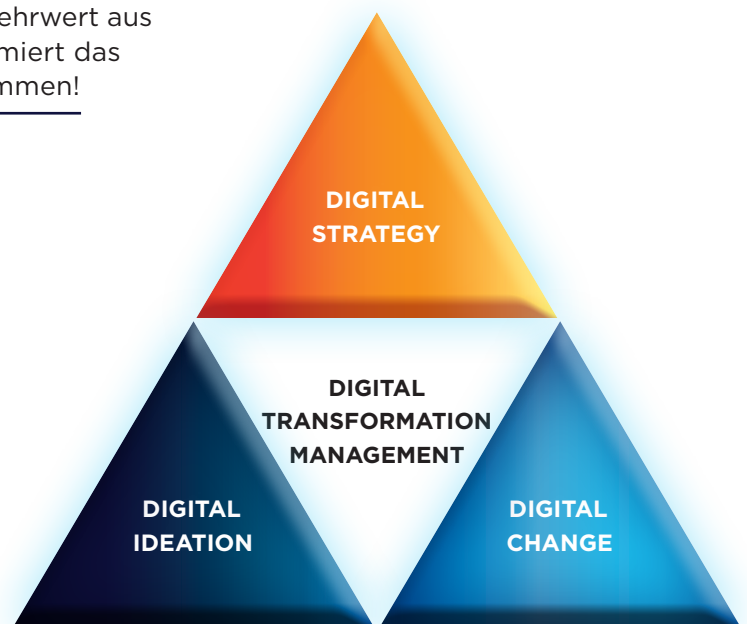 ehrwert aus
miert das
mmen!
DIGITAL
STRATEGY
DIGITAL
TRANSFORMATION
MANAGEMENT
DIGITAL
IDEATION
DIGITAL
CHANGE